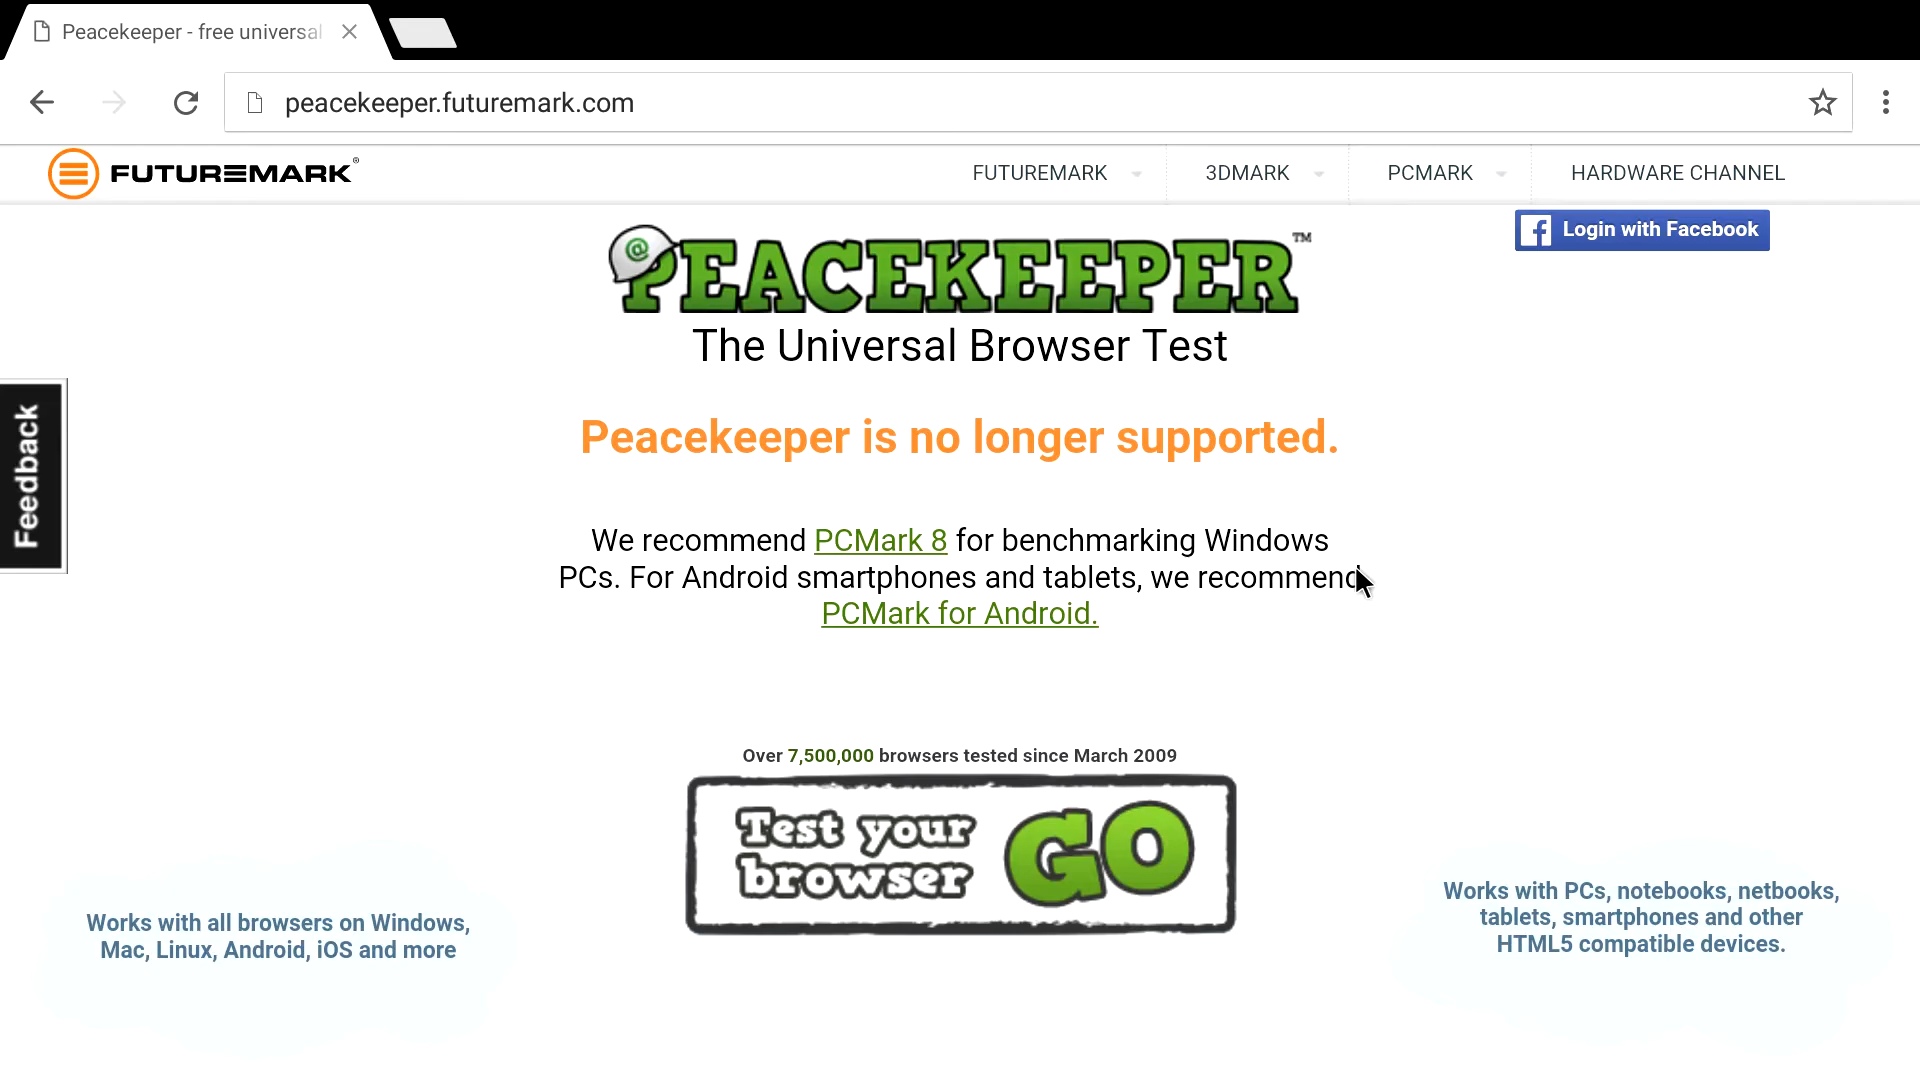 Peacekeeper - free universal
peacekeeper.futuremark.com
FUTUREMARK®
FUTUREMARK
3DMARK
PCMARK
HARDWARE CHANNEL
Login with Facebook
PEACEKEEPER™
The Universal Browser Test
Feedback
Peacekeeper is no longer supported.
We recommend PCMark 8 for benchmarking Windows
PCs. For Android smartphones and tablets, we recommend
PCMark for Android.
Over 7,500,000 browsers tested since March 2009
Test your
browser
GO
Works with all browsers on Windows,
Mac, Linux, Android, iOS and more
Works with PCs, notebooks, netbooks,
tablets, smartphones and other
HTML5 compatible devices.